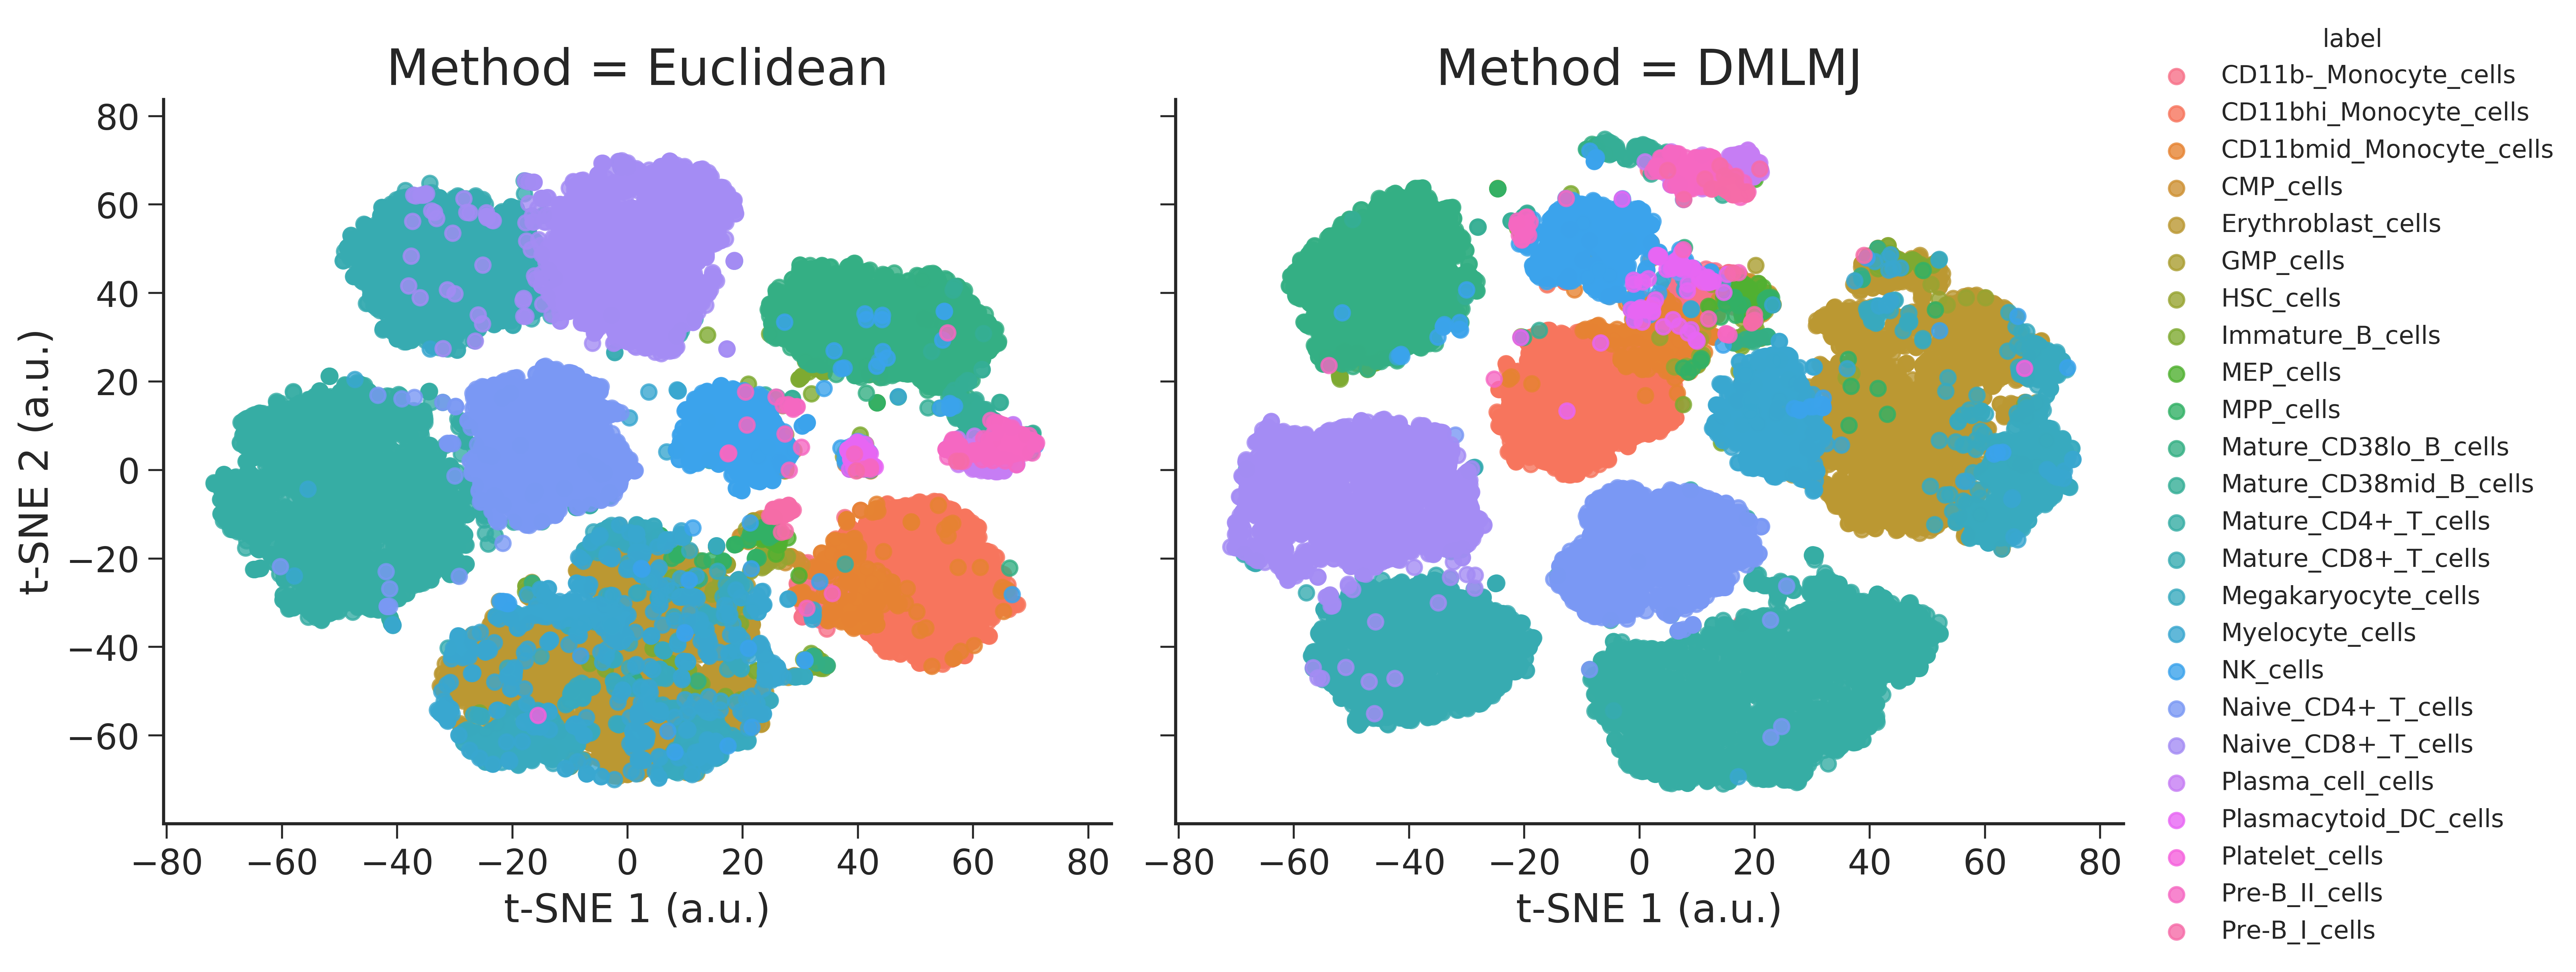 Method = Euclidean
80
60
40
20
0
−20
−40
−60
t-SNE 2 (a.u.)
−80 −60 −40 −20 0 20 40 60 80
t-SNE 1 (a.u.)
Method = DMLMJ
−80 −60 −40 −20 0 20 40 60 80
t-SNE 1 (a.u.)
label
CD11b-_Monocyte_cells
CD11bhi_Monocyte_cells
CD11bmid_Monocyte_cells
CMP_cells
Erythroblast_cells
GMP_cells
HSC_cells
Immature_B_cells
MEP_cells
MPP_cells
Mature_CD38lo_B_cells
Mature_CD38mid_B_cells
Mature_CD4+_T_cells
Mature_CD8+_T_cells
Megakaryocyte_cells
Myelocyte_cells
NK_cells
Naive_CD4+_T_cells
Naive_CD8+_T_cells
Plasma_cell_cells
Plasmacytoid_DC_cells
Platelet_cells
Pre-B_II_cells
Pre-B_I_cells